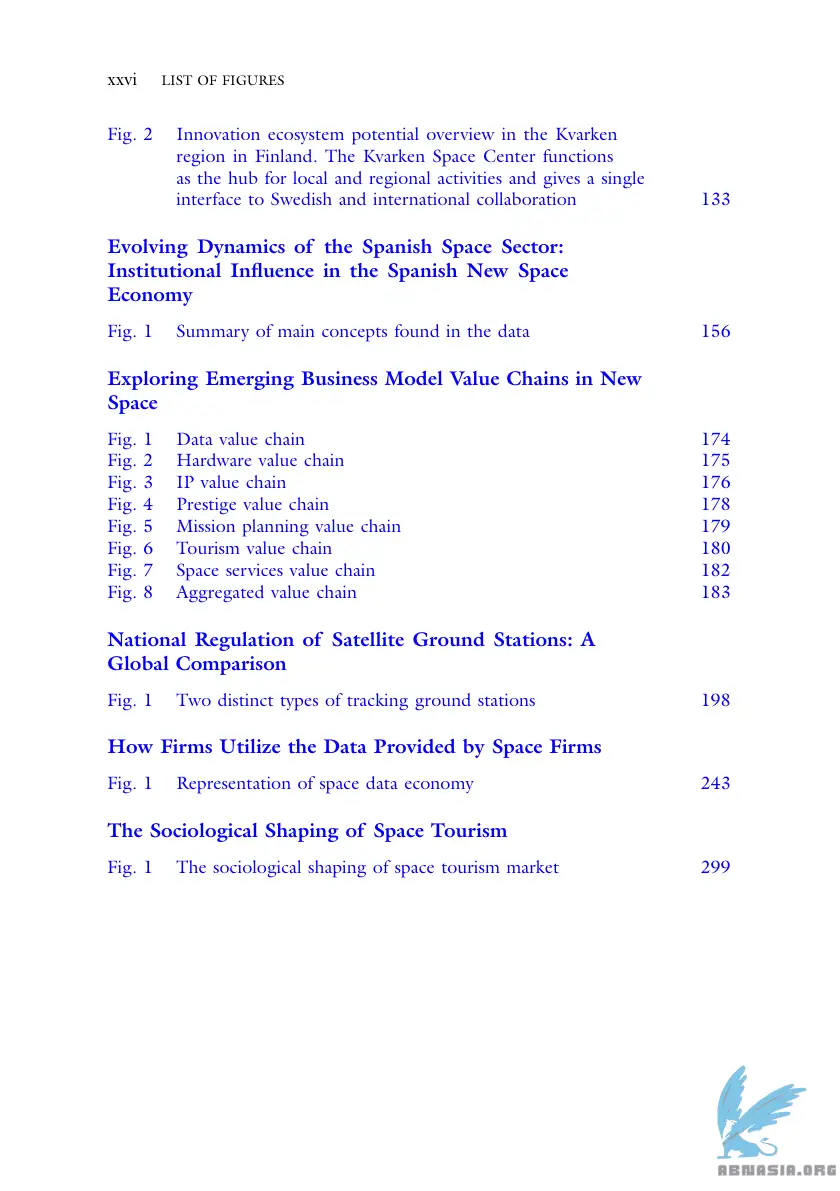 xxvi LIST OF FIGURES
Fig. 2 Innovation ecosystem potential overview in the Kvarken
region in Finland. The Kvarken Space Center functions
as the hub for local and regional activities and gives a single
interface to Swedish and international collaboration 133
Evolving Dynamics of the Spanish Space Sector:
Institutional Influence in the Spanish New Space
Economy
Fig. 1 Summary of main concepts found in the data 156
Exploring Emerging Business Model Value Chains in New
Space
Fig. 1 Data value chain 174
Fig. 2 Hardware value chain 175
Fig. 3 IP value chain 176
Fig. 4 Prestige value chain 178
Fig. 5 Mission planning value chain 179
Fig. 6 Tourism value chain 180
Fig. 7 Space services value chain 182
Fig. 8 Aggregated value chain 183
National Regulation of Satellite Ground Stations: A
Global Comparison
Fig. 1 Two distinct types of tracking ground stations 198
How Firms Utilize the Data Provided by Space Firms
Fig. 1 Representation of space data economy 243
The Sociological Shaping of Space Tourism
Fig. 1 The sociological shaping of space tourism market 299
ABNASIA.ORG